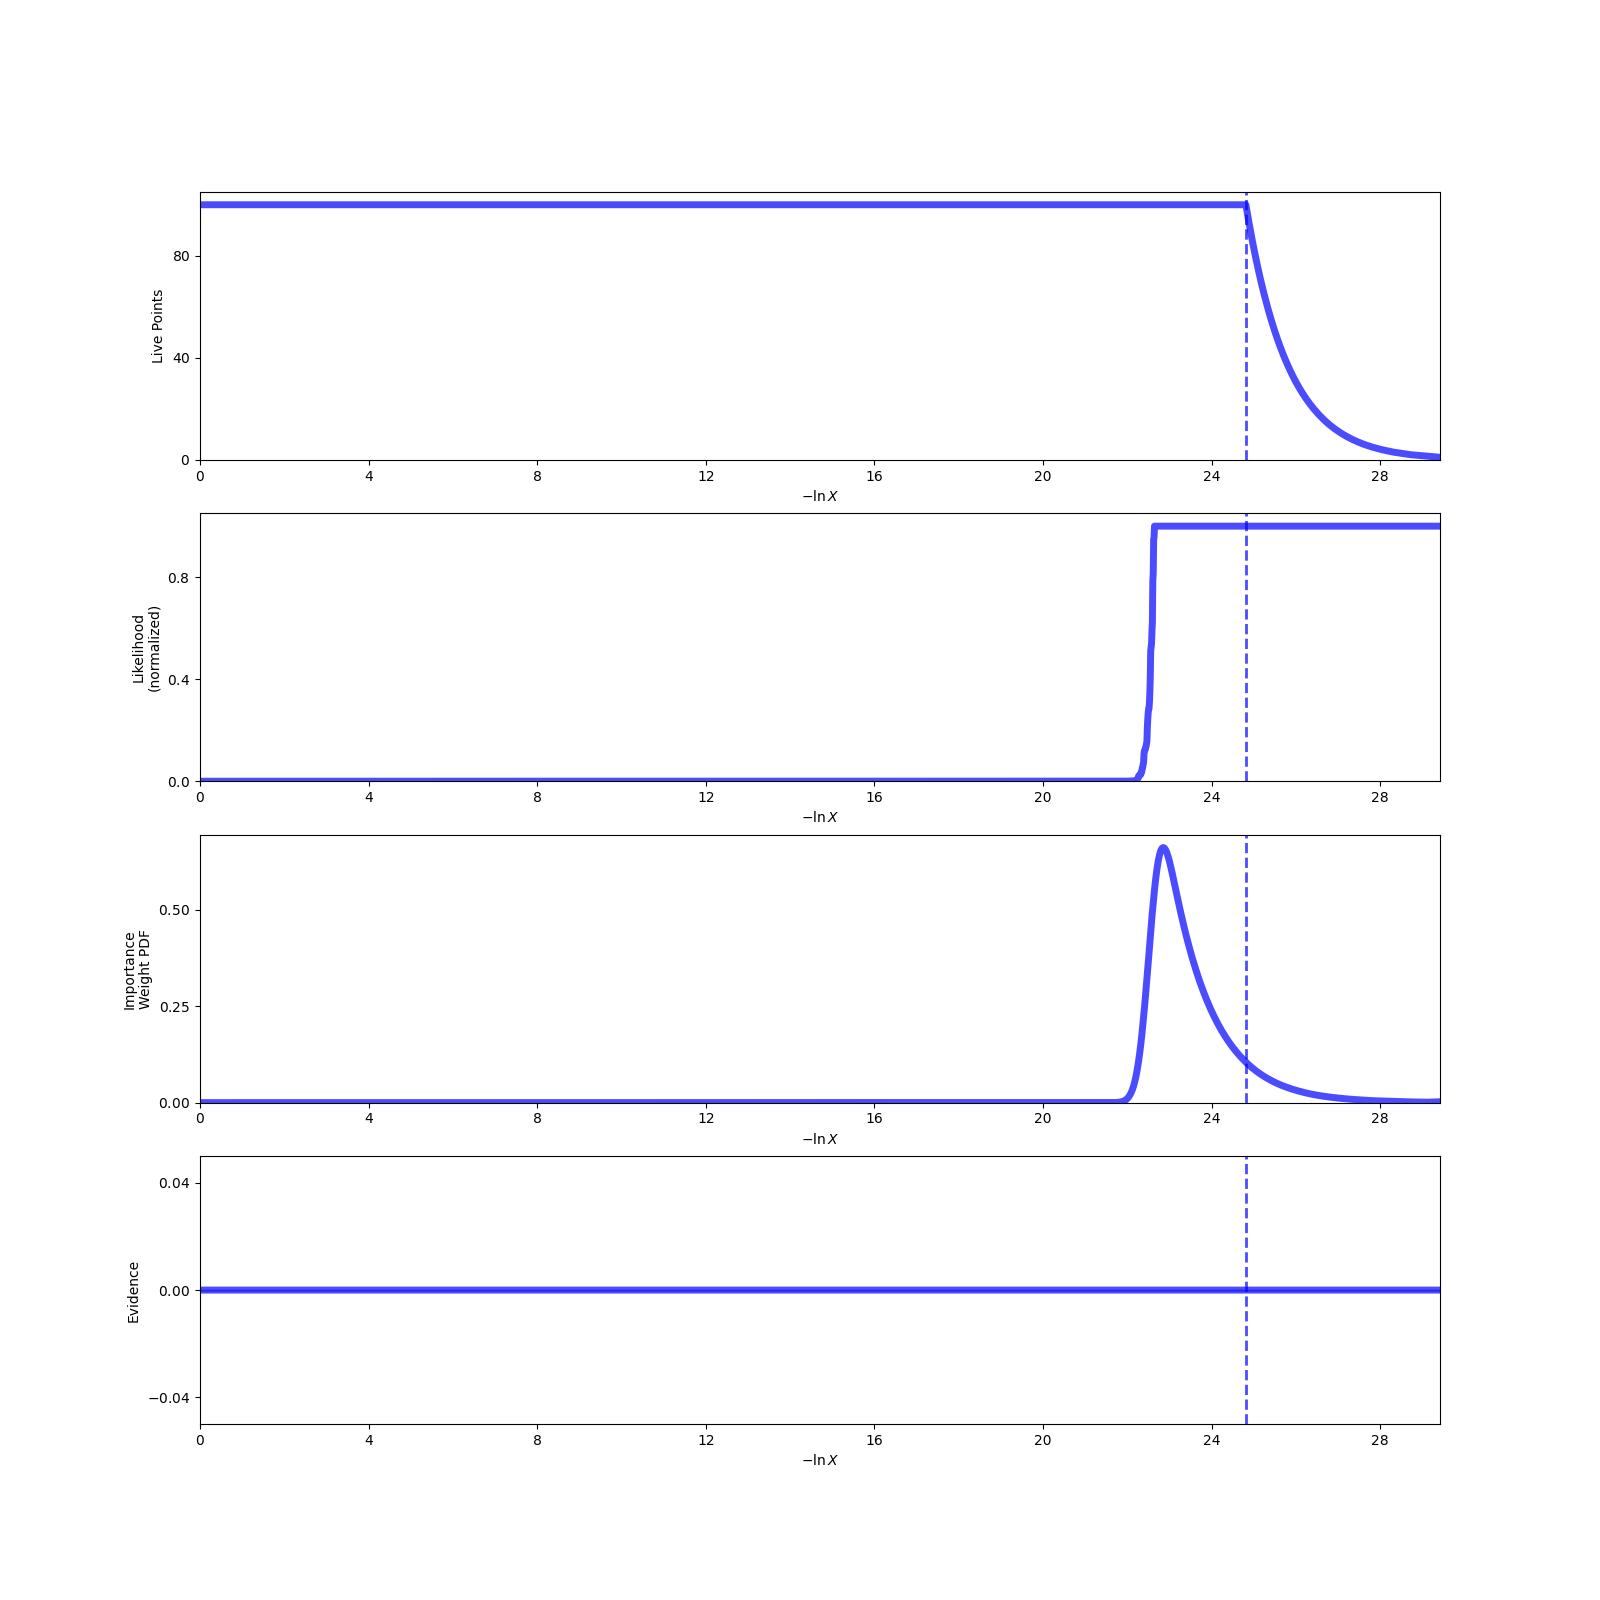 Live Points
80
40
0
0 4 8 12 16 20 24 28
−ln X
Likelihood
(normalized)
0.8
0.4
0.0
0 4 8 12 16 20 24 28
−ln X
Importance
Weight PDF
0.50
0.25
0.00
0 4 8 12 16 20 24 28
−ln X
Evidence
0.04
0.00
−0.04
0 4 8 12 16 20 24 28
−ln X